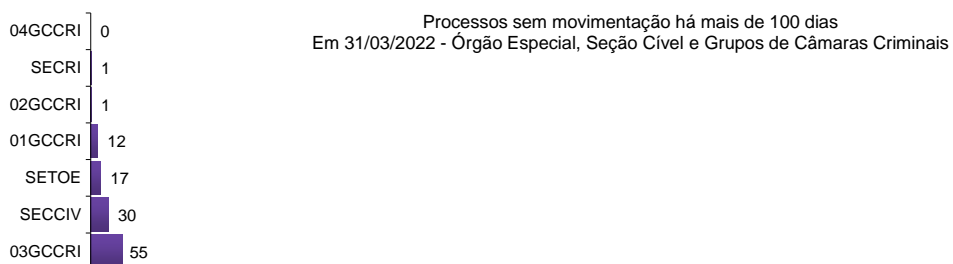 Processos sem movimentação há mais de 100 dias
Em 31/03/2022 - Órgão Especial, Seção Cível e Grupos de Câmaras Criminais
04GCCRI 0
SECRI 1
02GCCRI 1
01GCCRI 12
SETOE 17
SECCIV 30
03GCCRI 55